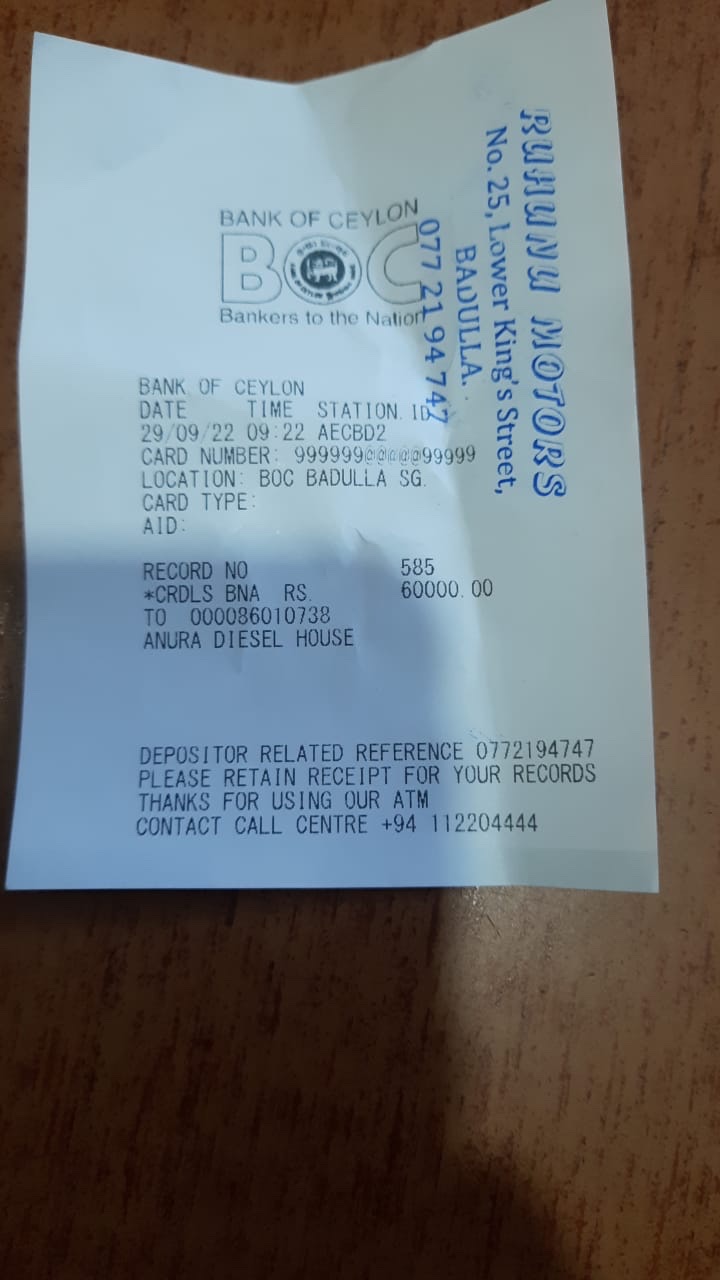 BANK OF CEYLON
BOC
Bankers to the Nation
RUHUNU MOTORS
No. 25, Lower King's Street,
BADULLA.
077 21 94 747
BANK OF CEYLON
DATE TIME STATION ID
29/09/22 09:22 AECBD2
CARD NUMBER: 999999@@@@@99999
LOCATION: BOC BADULLA SG.
CARD TYPE:
AID:
RECORD NO 585
*CRDLS BNA RS. 60000.00
TO 000086010738
ANURA DIESEL HOUSE
DEPOSITOR RELATED REFERENCE 0772194747
PLEASE RETAIN RECEIPT FOR YOUR RECORDS
THANKS FOR USING OUR ATM
CONTACT CALL CENTRE +94 112204444